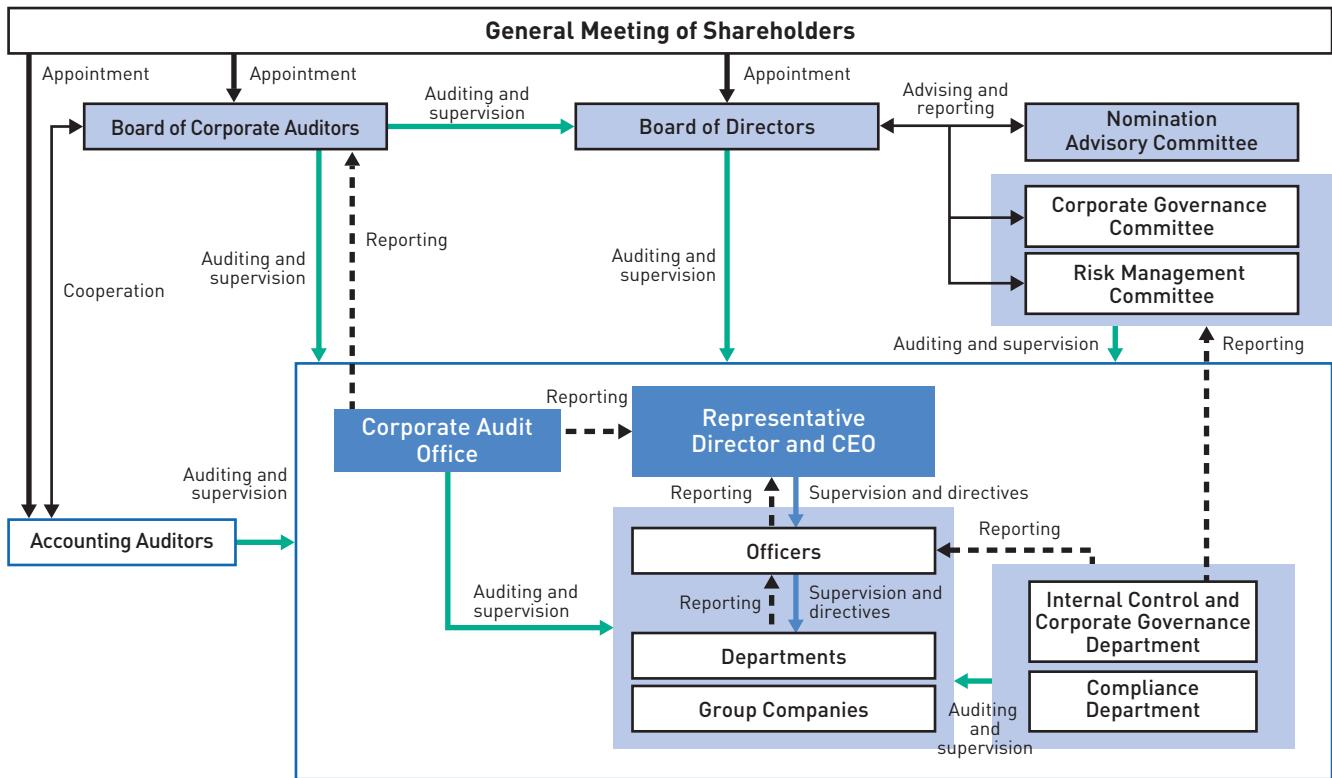 General Meeting of Shareholders
Appointment
Appointment
Appointment
Auditing and
supervision
Advising and
reporting
Board of Corporate Auditors
Board of Directors
Nomination
Advisory Committee
Corporate Governance
Committee
Reporting
Auditing and
supervision
Auditing and
supervision
Risk Management
Committee
Cooperation
Auditing and supervision
Reporting
Reporting
Corporate Audit
Office
Representative
Director and CEO
Auditing and
supervision
Reporting
Supervision and directives
Accounting Auditors
Officers
Reporting
Auditing and
supervision
Reporting
Supervision and
directives
Internal Control and
Corporate Governance
Department
Departments
Group Companies
Compliance
Department
Auditing
and
supervision